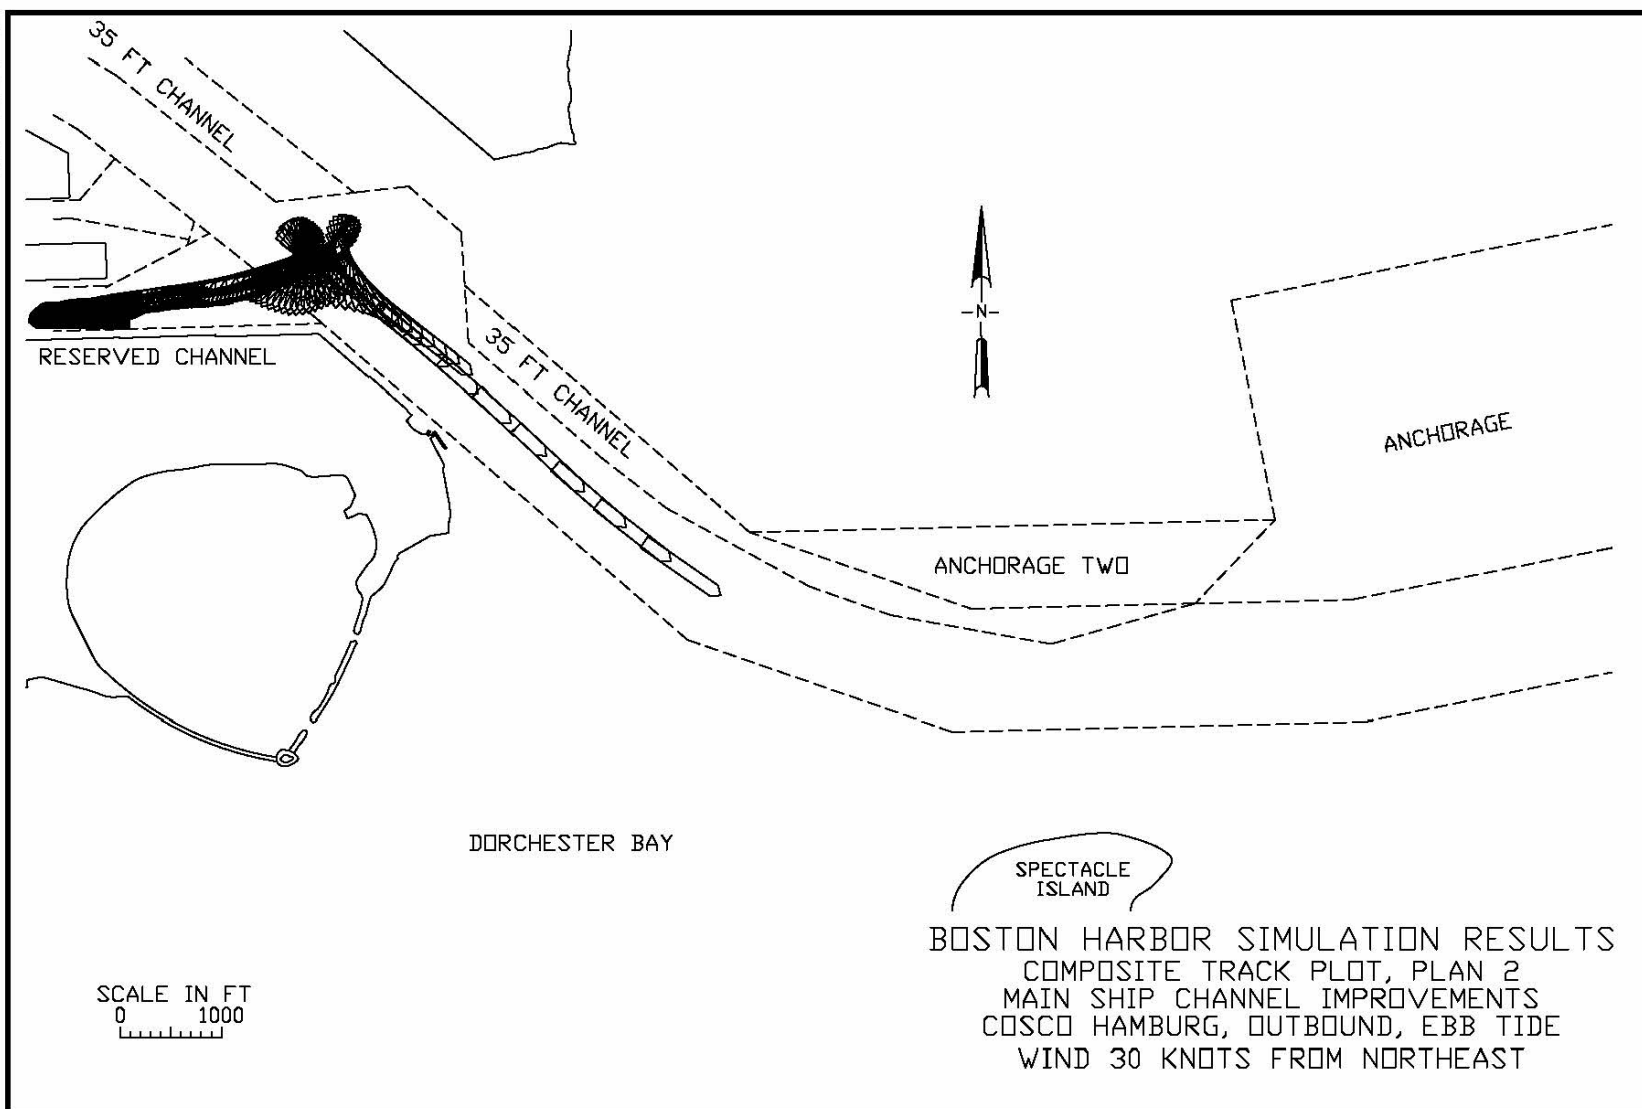 35 FT CHANNEL
-N-
RESERVED CHANNEL
35 FT CHANNEL
ANCHORAGE
ANCHORAGE TWO
DORCHESTER BAY
SPECTACLE
ISLAND
BOSTON HARBOR SIMULATION RESULTS
COMPOSITE TRACK PLOT, PLAN 2
MAIN SHIP CHANNEL IMPROVEMENTS
COSCO HAMBURG, OUTBOUND, EBB TIDE
WIND 30 KNOTS FROM NORTHEAST
SCALE IN FT
0 1000